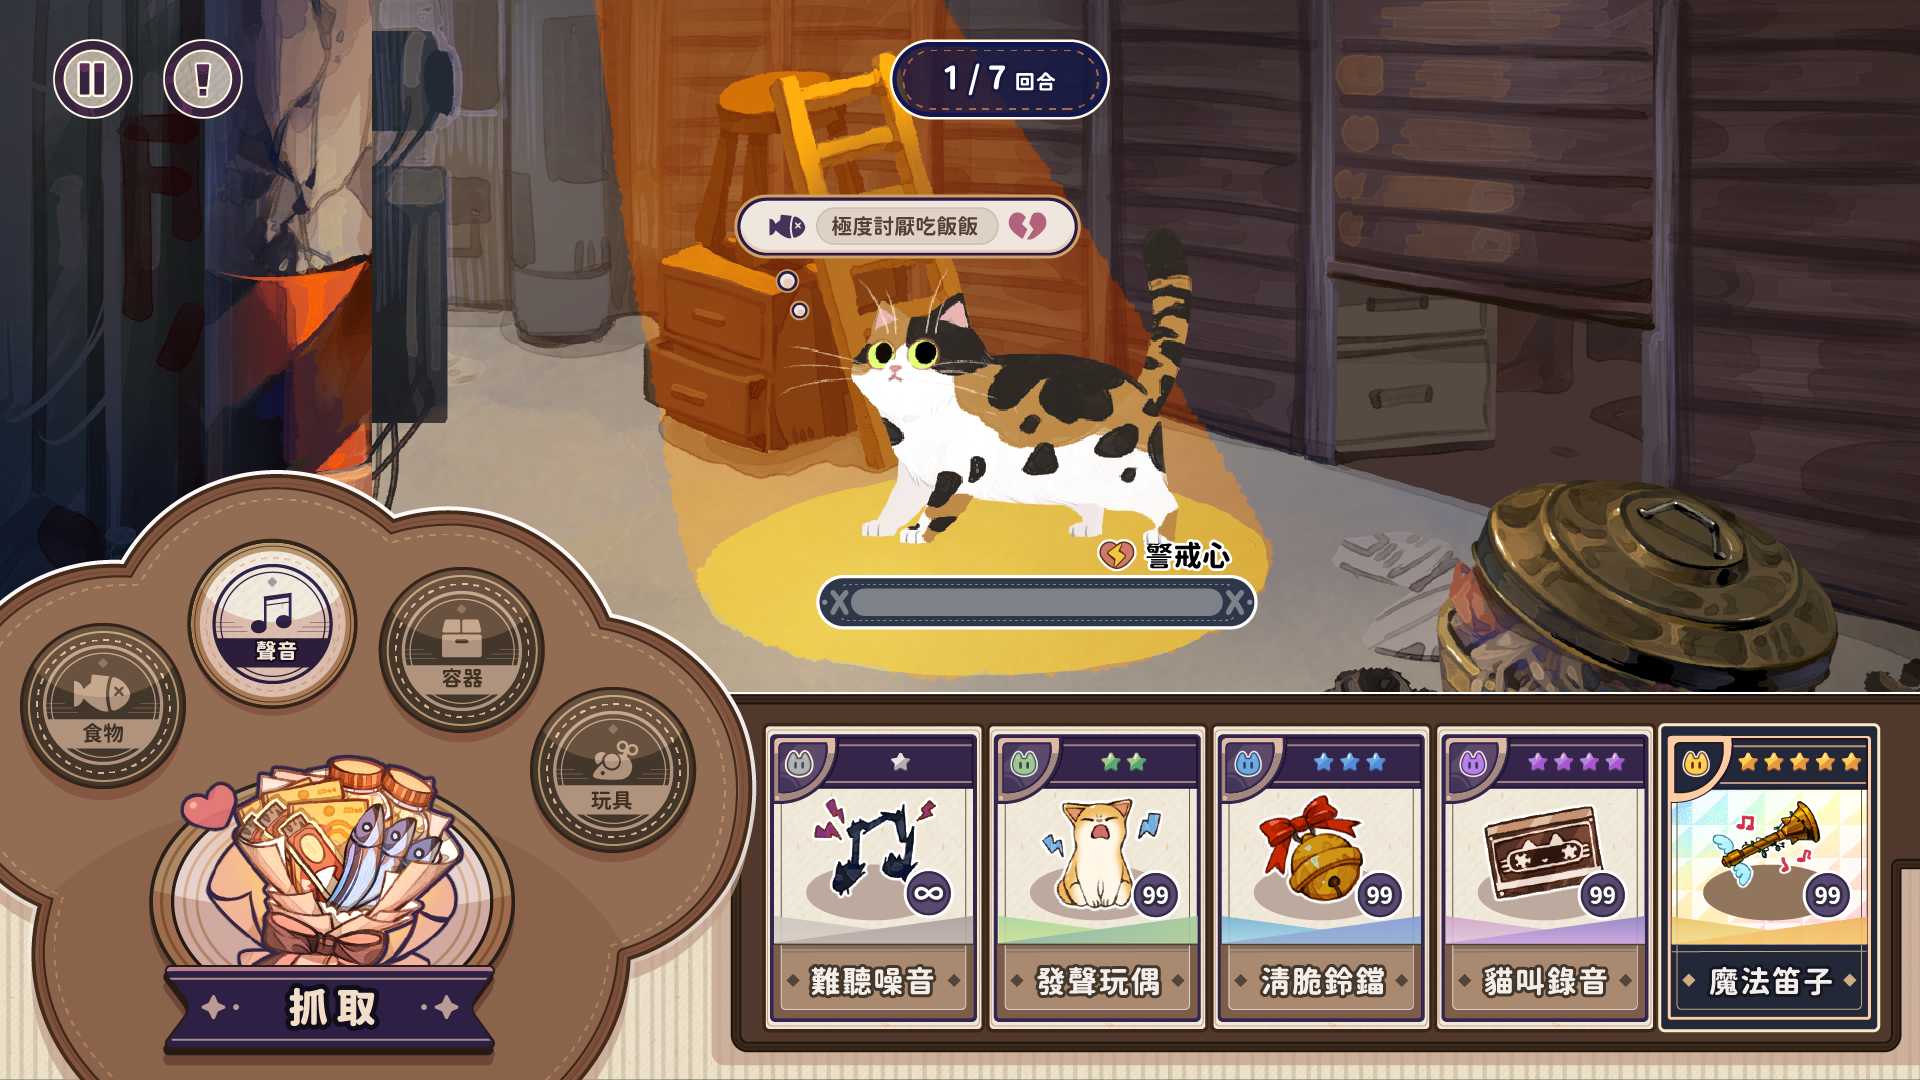 1/7 回合
極度討厭吃飯飯
警戒心
聲音
容器
食物
玩具
抓取
∞
99
99
99
99
難聽噪音
發聲玩偶
清脆鈴鐺
貓叫錄音
魔法笛子